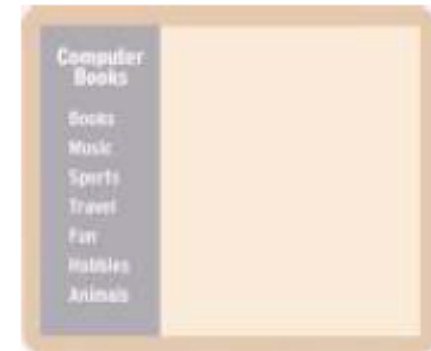 Computer
Books
Books
Music
Sports
Travel
Fun
Hobbies
Animals